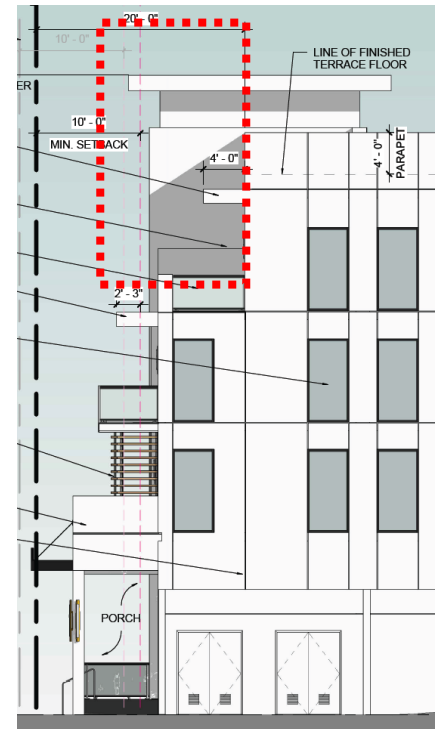 20' - 0"
10' - 0"
LINE OF FINISHED
TERRACE FLOOR
ER
10' - 0"
MIN. SETBACK
4' - 0"
4' - 0"
PARAPET
2' - 3"
PORCH